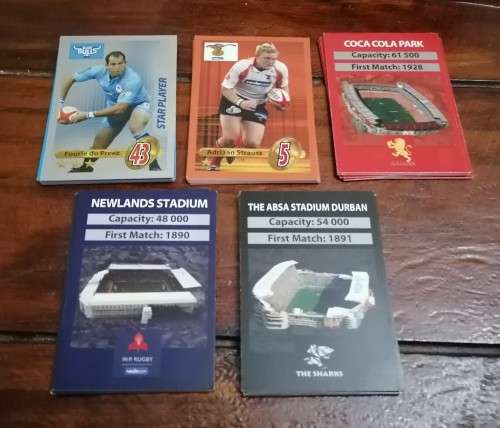 BULLS
STAR PLAYER
Fourie du Preez
43
Adriaan Strauss
5
COCA COLA PARK
Capacity: 61 500
First Match: 1928
NEWLANDS STADIUM
Capacity: 48 000
First Match: 1890
W.P. RUGBY
THE ABSA STADIUM DURBAN
Capacity: 54 000
First Match: 1891
THE SHARKS